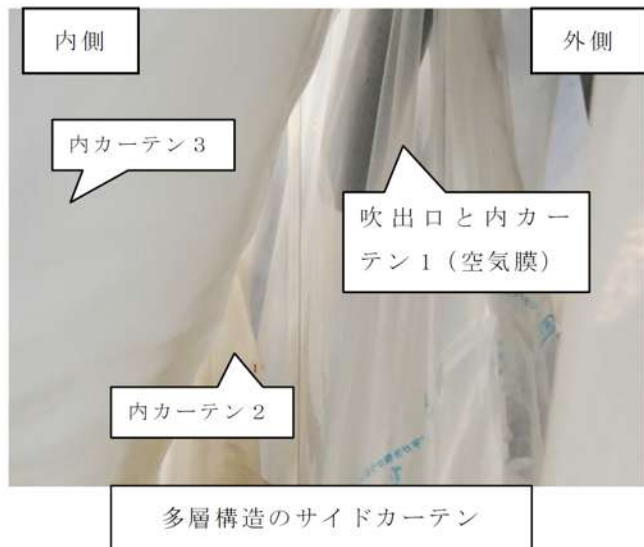 内側
外側
内カーテン３
吹出口と内カー
テン１（空気膜）
内カーテン２
多層構造のサイドカーテン